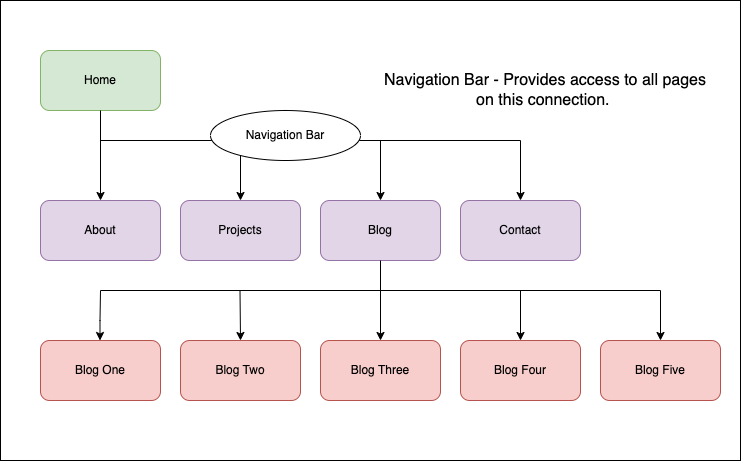 Home
Navigation Bar - Provides access to all pages
on this connection.
Navigation Bar
About
Projects
Blog
Contact
Blog One
Blog Two
Blog Three
Blog Four
Blog Five